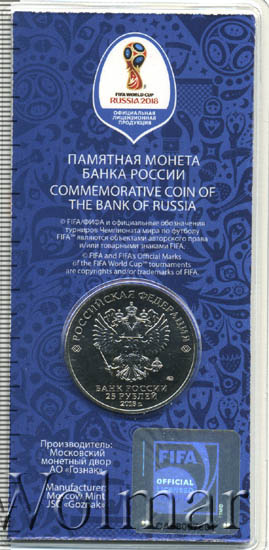 FIFA WORLD CUP
RUSSIA 2018
ОФИЦИАЛЬНАЯ
ЛИЦЕНЗИОННАЯ
ПРОДУКЦИЯ
ПАМЯТНАЯ МОНЕТА
БАНКА РОССИИ
COMMEMORATIVE COIN OF
THE BANK OF RUSSIA
© FIFA/ФИФА и официальные обозначения
турниров Чемпионата мира по футболу
FIFA™ являются объектами авторского права
и/или товарными знаками FIFA.
© FIFA and FIFA's Official Marks
of the FIFA World Cup™ tournaments
are copyrights and/or trademarks of FIFA.
РОССИЙСКАЯ ФЕДЕРАЦИЯ
БАНК РОССИИ
25 РУБЛЕЙ
2018 г.
Производитель:
Московский
монетный двор
АО «Гознак»
Manufacturer:
Moscow Mint
JSC «Goznak»
FIFA
OFFICIAL
LICENSED
Wolmar